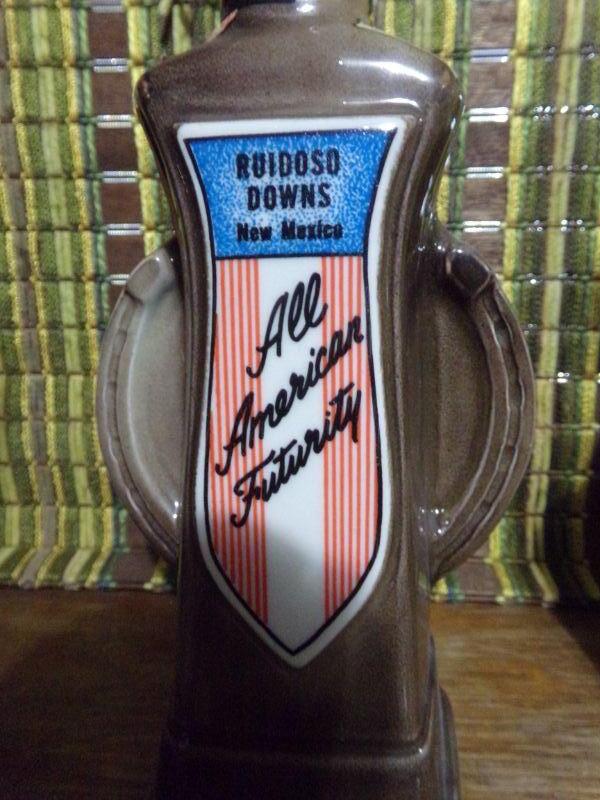 RUIDOSO
DOWNS
New Mexico
All
American
Futurity